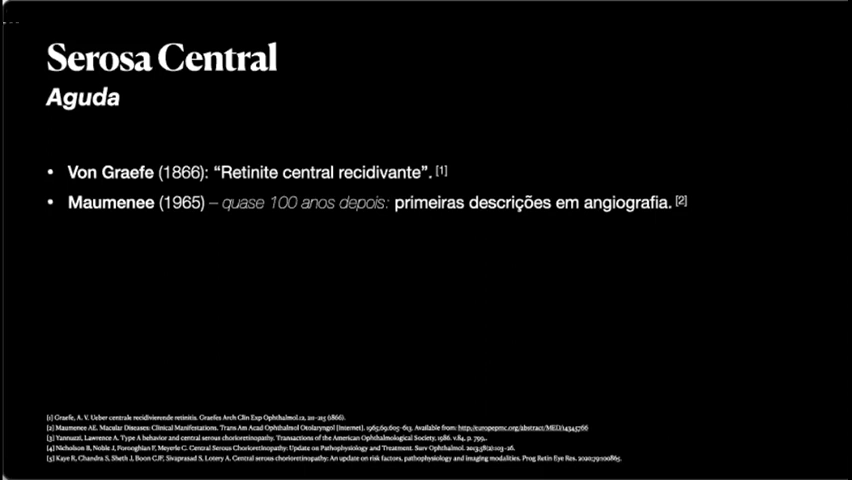 Serosa Central
Aguda
• Von Graefe (1866): “Retinite central recidivante”. [1]
• Maumenee (1965) – quase 100 anos depois: primeiras descrições em angiografia. [2]
[1] Graefe, A. V. Ueber centrale recidivierende retinitis. Graefes Arch Clin Exp Ophthalmol.12, 211–215 (1866).
[2] Maumenee AE. Macular Diseases: Clinical Manifestations. Trans Am Acad Ophthalmol Otolaryngol [Internet]. 1965;69:605–613. Available from: http://europepmc.org/abstract/MED/14345766
[3] Yannuzzi, Lawrence A. Type A behavior and central serous chorioretinopathy. Transactions of the American Ophthalmological Society, 1986. v.84, p. 799,.
[4] Nicholson B, Noble J, Forooghian F, Meyerle C. Central Serous Chorioretinopathy: Update on Pathophysiology and Treatment. Surv Ophthalmol. 2013;58(2):103–26.
[5] Kaye R, Chandra S, Sheth J, Boon CJF, Sivaprasad S, Lotery A. Central serous chorioretinopathy: An update on risk factors, pathophysiology and imaging modalities. Prog Retin Eye Res. 2020;79:100865.